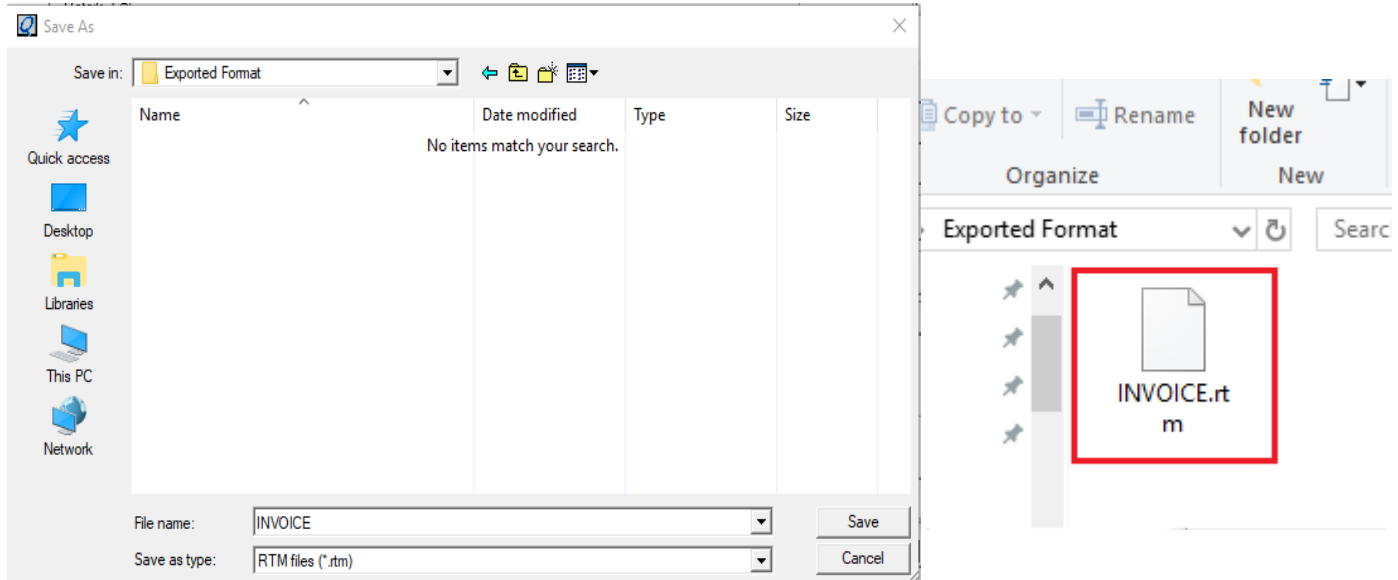 Save As
Save in:
Exported Format
Name
Date modified
Type
Size
No items match your search.
Quick access
Desktop
Libraries
This PC
Network
File name:
INVOICE
Save
Save as type:
RTM files (*.rtm)
Cancel
Copy to
Rename
New
folder
Organize
New
Exported Format
Searc
INVOICE.rt
m